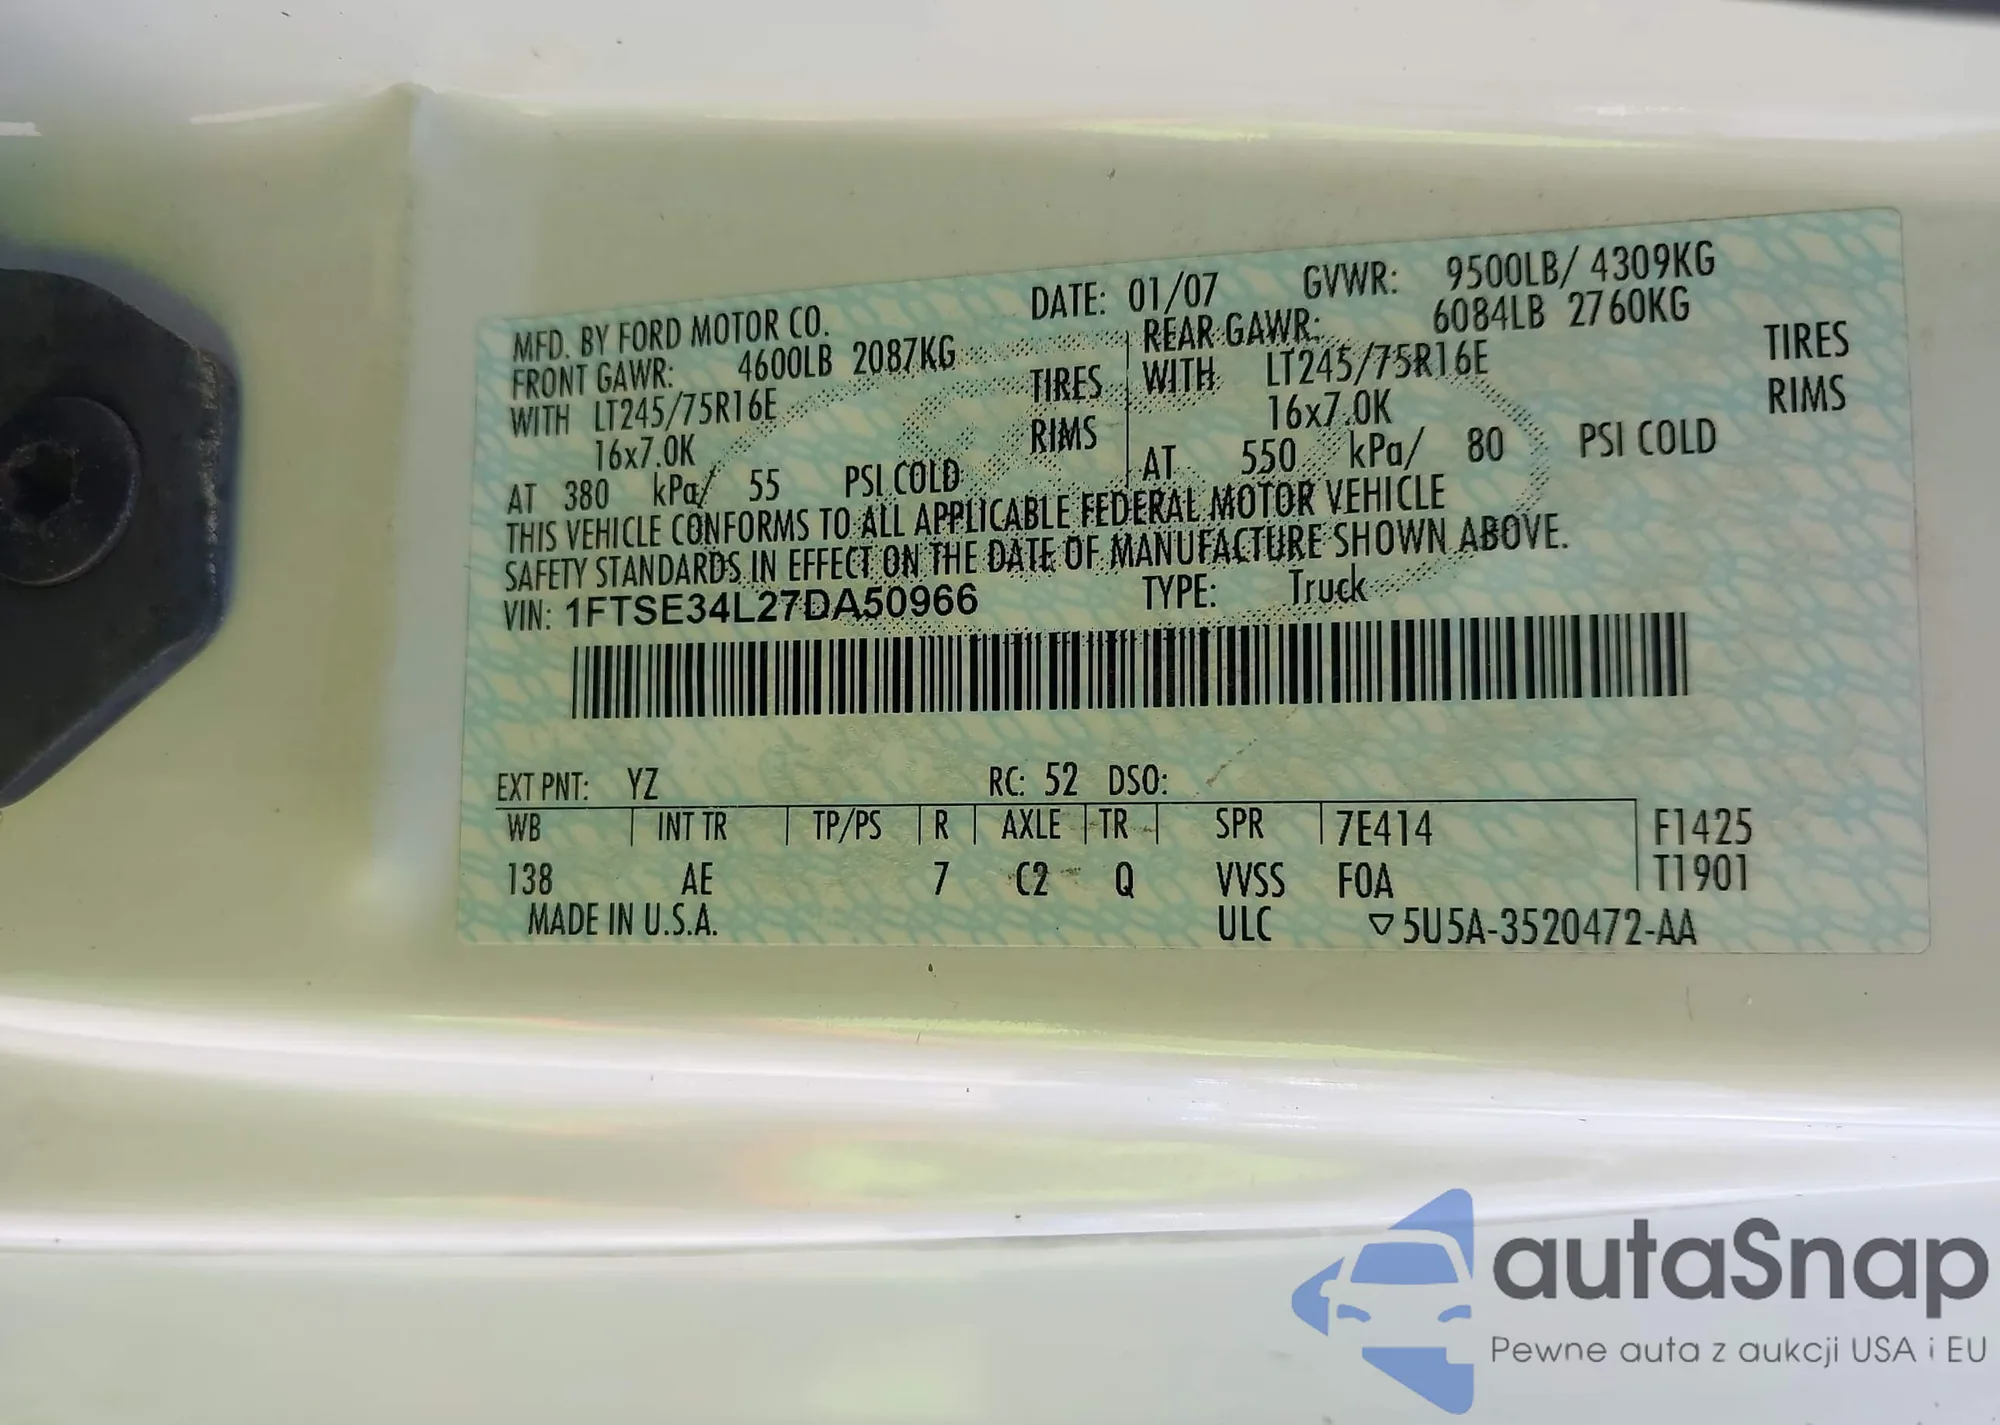 MFD. BY FORD MOTOR CO. DATE: 01/07 GVWR: 9500LB/ 4309KG
FRONT GAWR: 4600LB 2087KG REAR GAWR: 6084LB 2760KG
WITH LT245/75R16E TIRES WITH LT245/75R16E TIRES
16x7.0K RIMS 16x7.0K RIMS
AT 380 kPa/ 55 PSI COLD AT 550 kPa/ 80 PSI COLD
THIS VEHICLE CONFORMS TO ALL APPLICABLE FEDERAL MOTOR VEHICLE
SAFETY STANDARDS IN EFFECT ON THE DATE OF MANUFACTURE SHOWN ABOVE.
VIN: 1FTSE34L27DA50966 TYPE: Truck
EXT PNT: YZ RC: 52 DSO:
WB INT TR TP/PS R AXLE TR SPR 7E414 F1425
138 AE 7 C2 Q VVSS F0A T1901
MADE IN U.S.A. ULC ▽5U5A-3520472-AA
autaSnap
Pewne auta z aukcji USA i EU